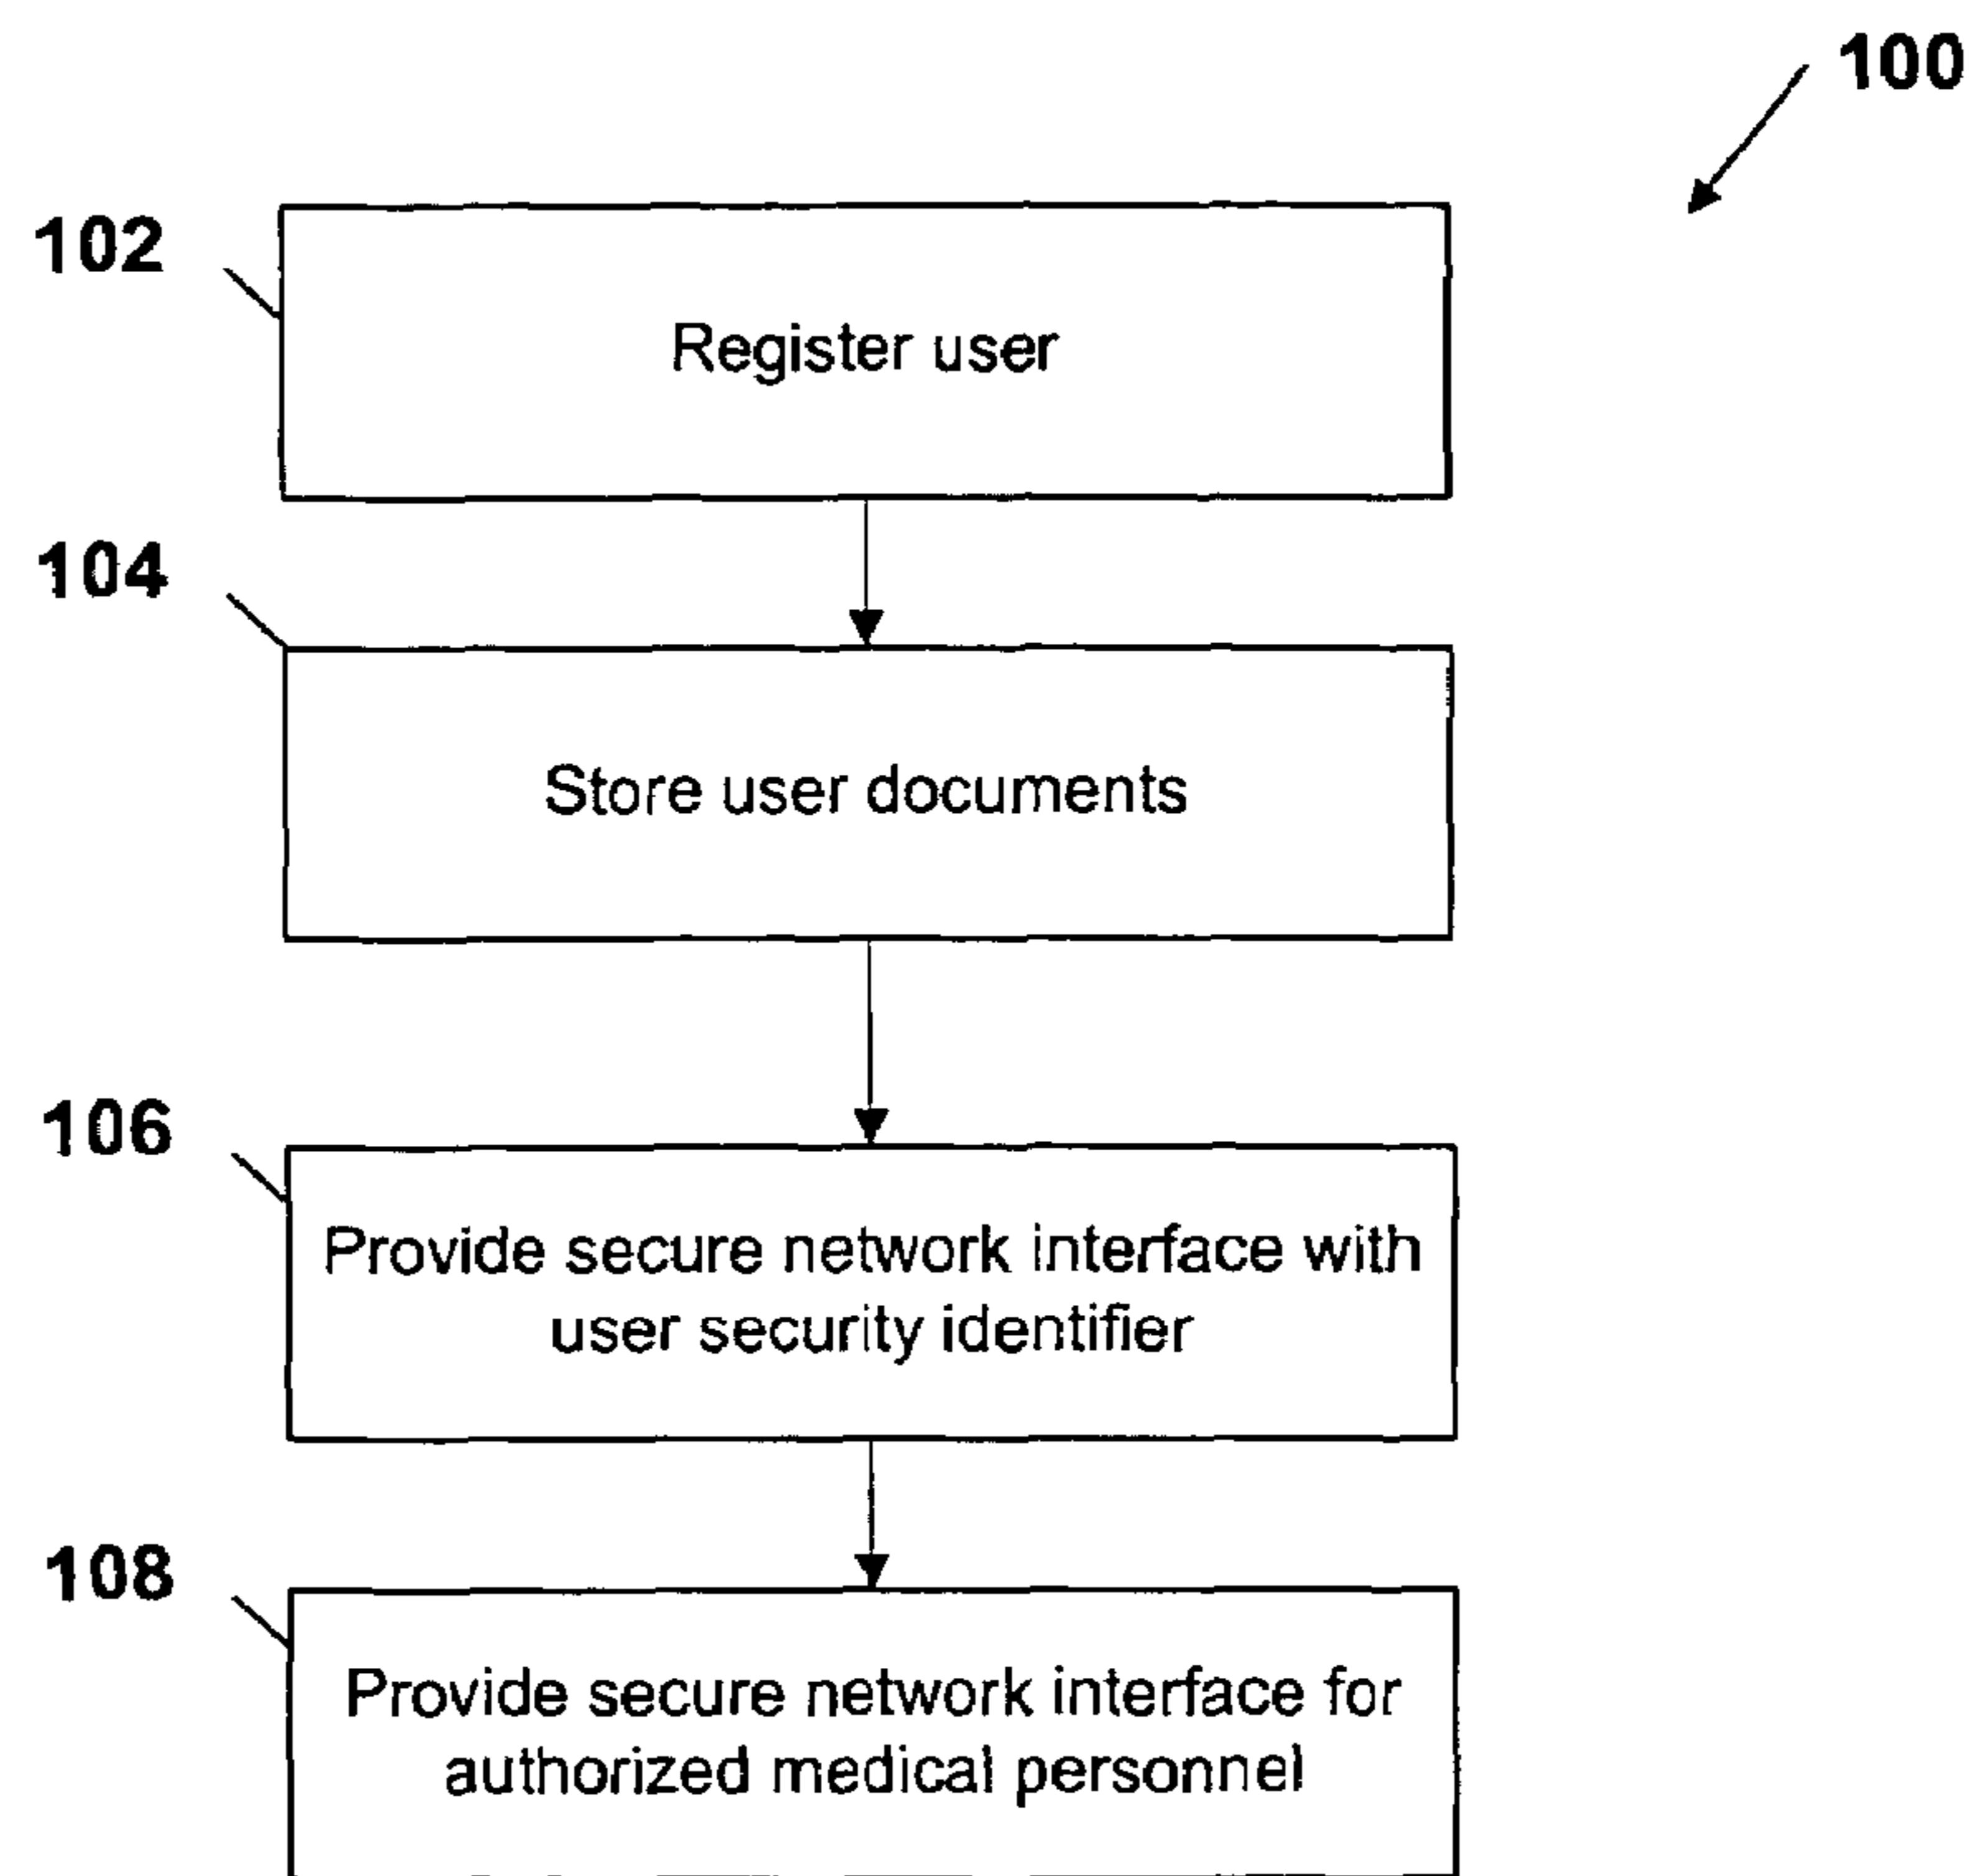 100
102
Register user
104
Store user documents
106
Provide secure network interface with
user security identifier
108
Provide secure network interface for
authorized medical personnel